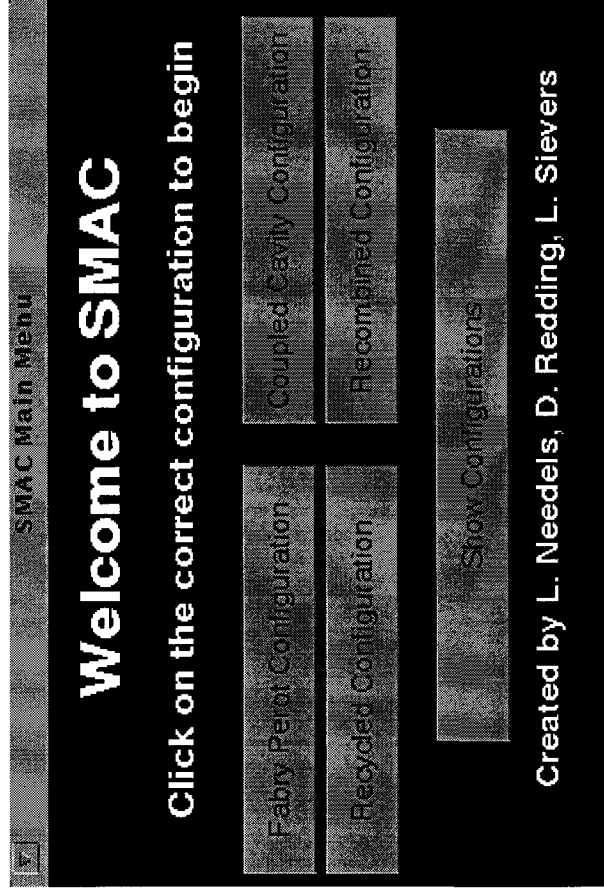 SMAC Main Menu
Welcome to SMAC
Click on the correct configuration to begin
Fabry Perot Configuration
Coupled Cavity Configuration
Recycled Configuration
Recombined Configuration
Show Configurations
Created by L. Needels, D. Redding, L. Sievers